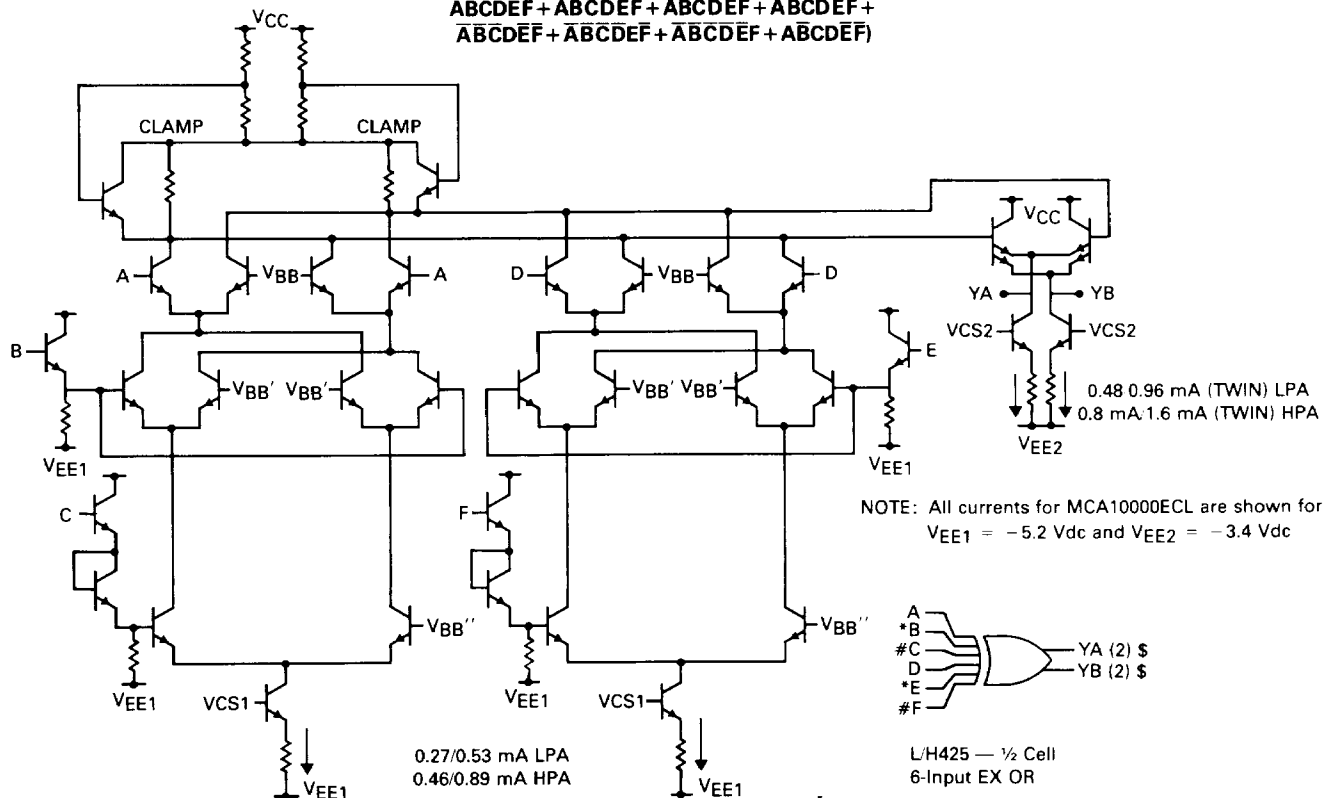 ABCDEF + ABCDEF + ABCDEF + ABCDEF +
ABCDEF + ABCDEF + ABCDEF + ABCDEF)
VCC
CLAMP
CLAMP
VCC
A
VBB
A
D
VBB
D
YA
YB
B
VCS2
VCS2
E
VBB'
VBB'
VBB'
VBB'
0.48 0.96 mA (TWIN) LPA
0.8 mA/1.6 mA (TWIN) HPA
VEE1
VEE1
VEE2
C
F
NOTE: All currents for MCA10000ECL are shown for
VEE1 = −5.2 Vdc and VEE2 = −3.4 Vdc
VBB''
VBB''
A
*B
#C
D
*E
#F
YA (2) $
YB (2) $
VEE1
VEE1
VCS1
VCS1
0.27/0.53 mA LPA
0.46/0.89 mA HPA
VEE1
VEE1
L/H425 — ½ Cell
6-Input EX OR